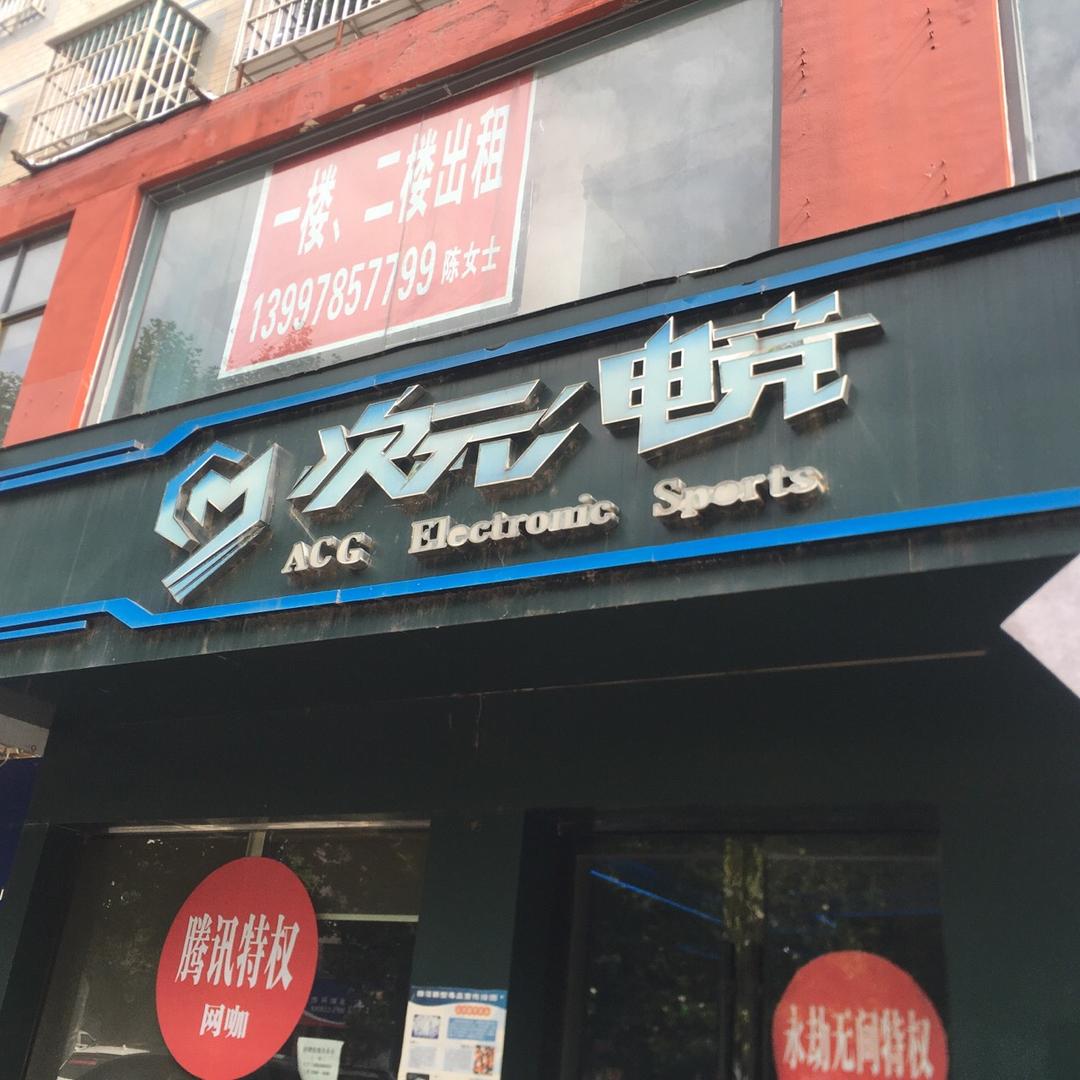 一楼、二楼出租
13997857799 陈女士
次元电竞
ACG Electronic Sports
腾讯特权
网咖
永劫无间特权